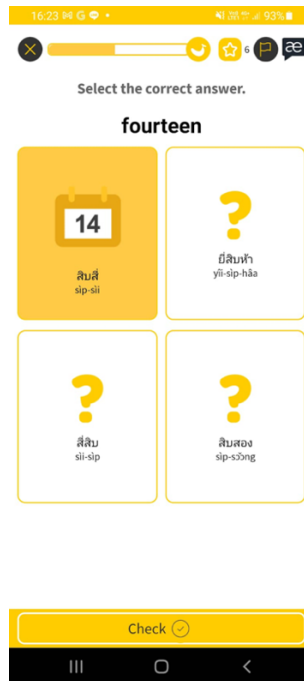 16:23 G 93%
6 æ
Select the correct answer.
fourteen
14
สิบสี่
sìp-sìi
ยี่สิบห้า
yîi-sìp-hâa
สี่สิบ
sìi-sìp
สิบสอง
sìp-sɔ̌ɔng
Check